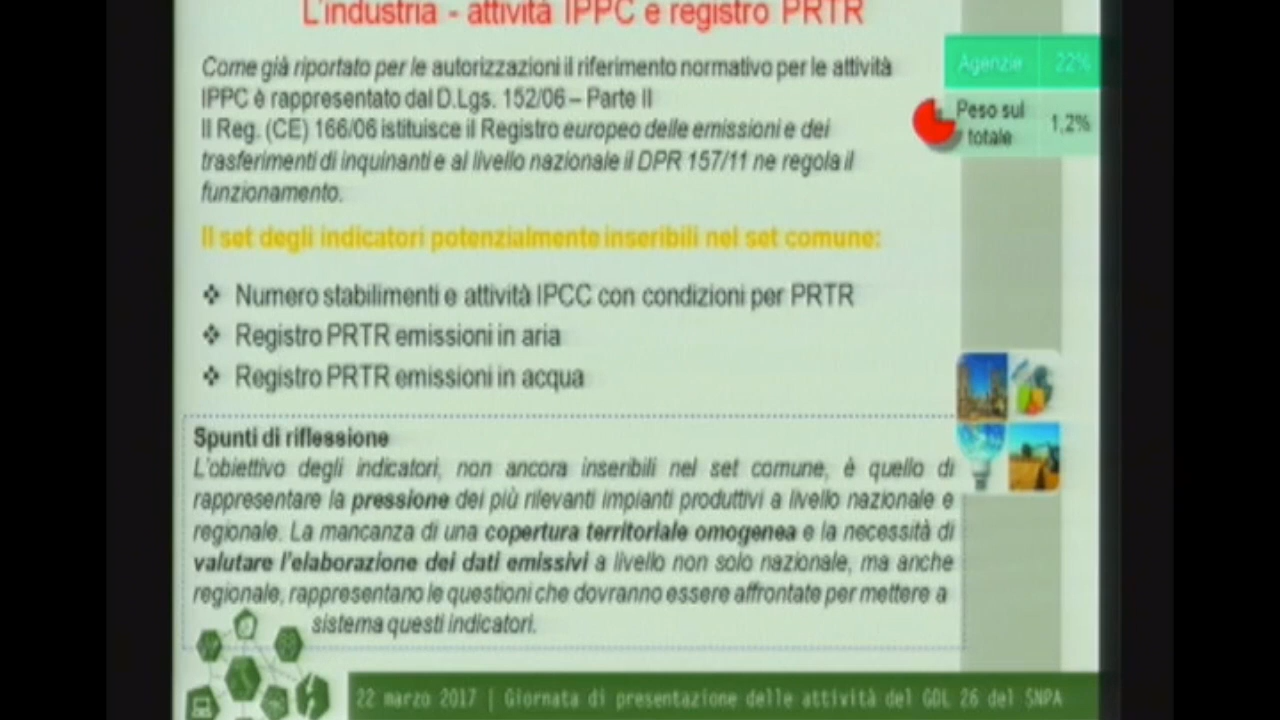 L'industria - attività IPPC e registro PRTR
Agenzie 22%
Peso sul totale 1,2%
Come già riportato per le autorizzazioni il riferimento normativo per le attività
IPPC è rappresentato dal D.Lgs. 152/06 – Parte II
Il Reg. (CE) 166/06 istituisce il Registro europeo delle emissioni e dei
trasferimenti di inquinanti e al livello nazionale il DPR 157/11 ne regola il
funzionamento.
Il set degli indicatori potenzialmente inseribili nel set comune:
❖ Numero stabilimenti e attività IPCC con condizioni per PRTR
❖ Registro PRTR emissioni in aria
❖ Registro PRTR emissioni in acqua
Spunti di riflessione
L'obiettivo degli indicatori, non ancora inseribili nel set comune, è quello di
rappresentare la pressione dei più rilevanti impianti produttivi a livello nazionale e
regionale. La mancanza di una copertura territoriale omogenea e la necessità di
valutare l'elaborazione dei dati emissivi a livello non solo nazionale, ma anche
regionale, rappresentano le questioni che dovranno essere affrontate per mettere a
sistema questi indicatori.
22 marzo 2017 | Giornata di presentazione delle attività del GDL 26 del SNPA